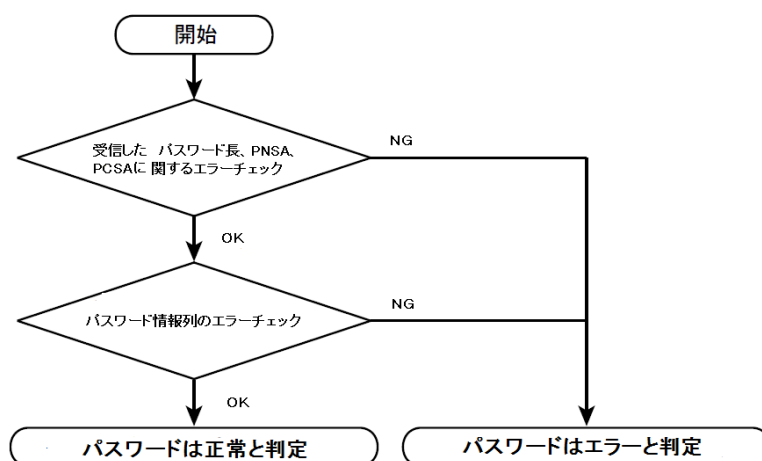 開始
受信した パスワード長、PNSA、
PCSAに 関するエラーチェック
NG
OK
パスワード情報列のエラーチェック
NG
OK
パスワードは正常と判定
パスワードはエラーと判定